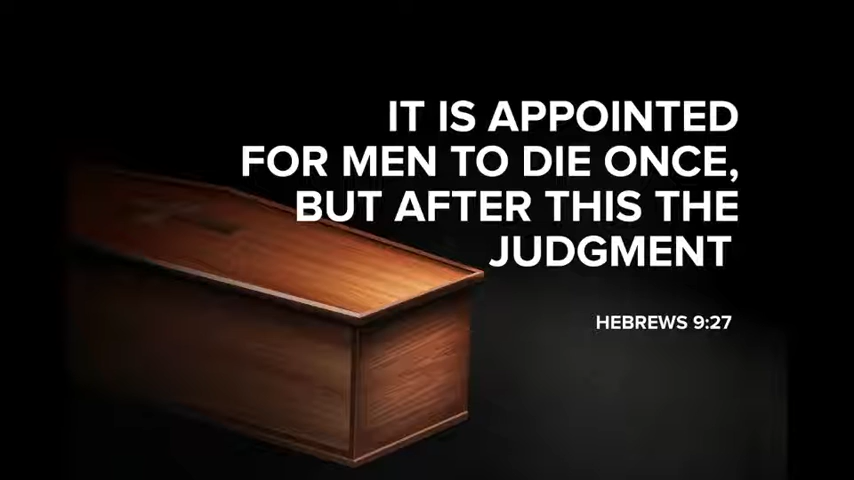 IT IS APPOINTED
FOR MEN TO DIE ONCE,
BUT AFTER THIS THE
JUDGMENT
HEBREWS 9:27